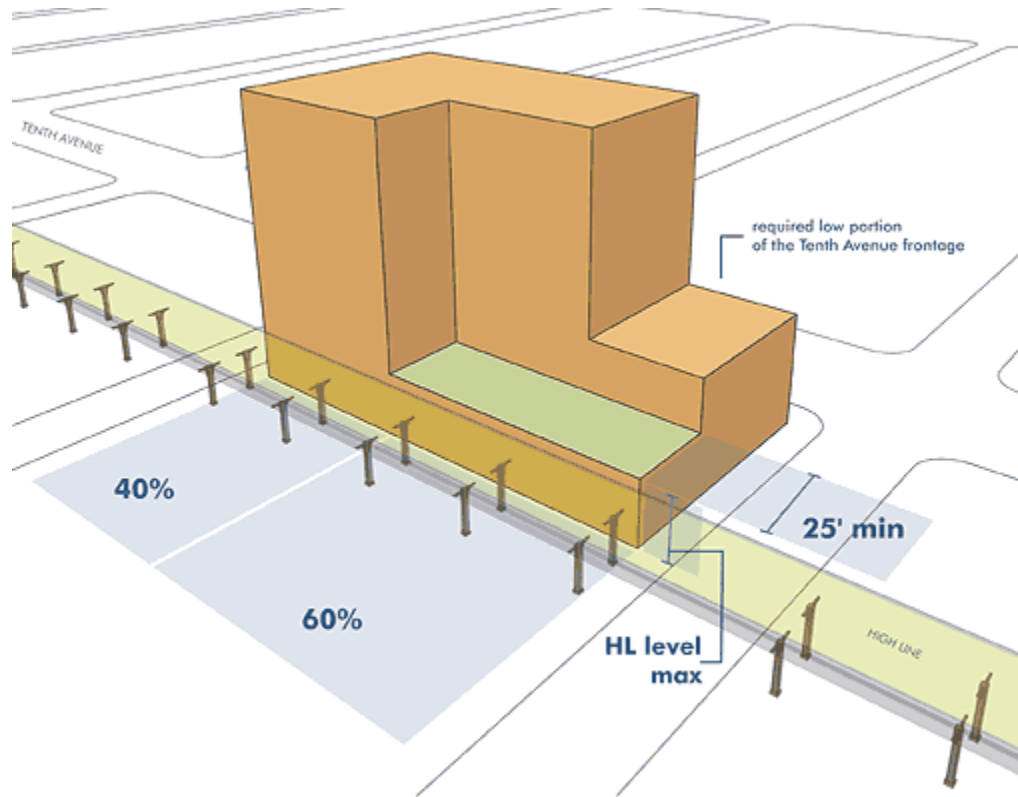 TENTH AVENUE
required low portion
of the Tenth Avenue frontage
40%
25' min
60%
HL level
max
HIGH LINE